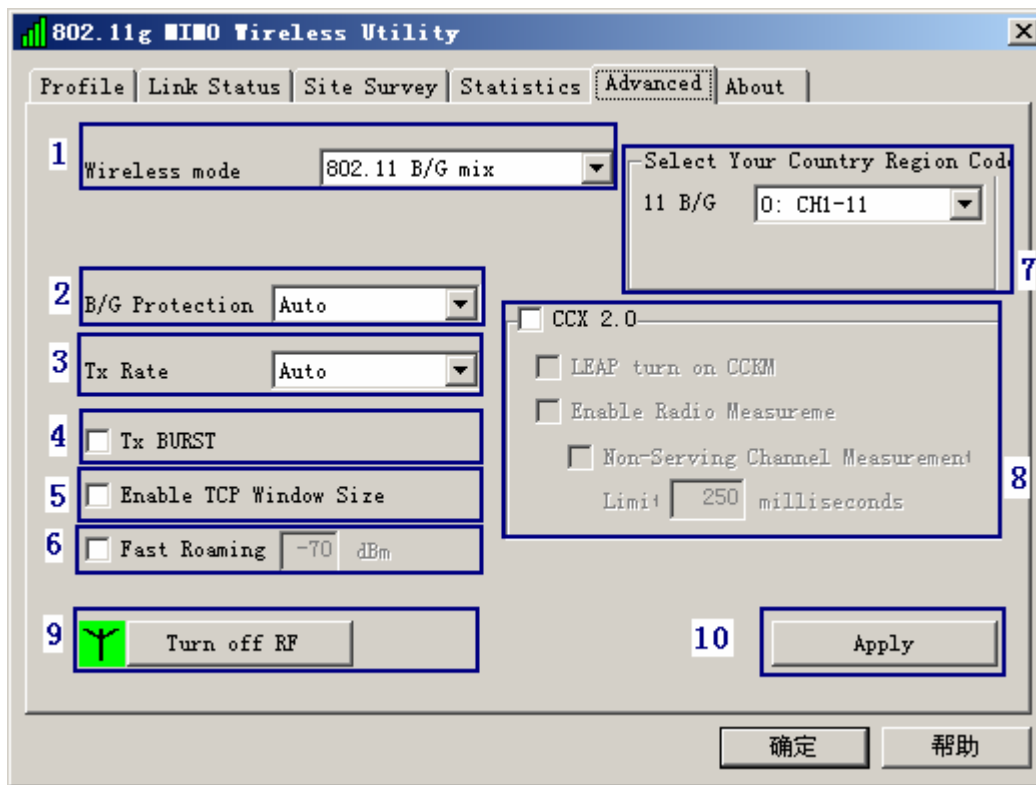 802.11g MIMO Wireless Utility
Profile Link Status Site Survey Statistics Advanced About
1
Wireless mode 802.11 B/G mix
Select Your Country Region Code
11 B/G 0: CH1-11
7
2
B/G Protection Auto
3
Tx Rate Auto
4
Tx BURST
5
Enable TCP Window Size
6
Fast Roaming -70 dBm
CCX 2.0
LEAP turn on CCKM
Enable Radio Measureme
Non-Serving Channel Measurement
Limit 250 milliseconds
8
9
Turn off RF
10
Apply
确定 帮助